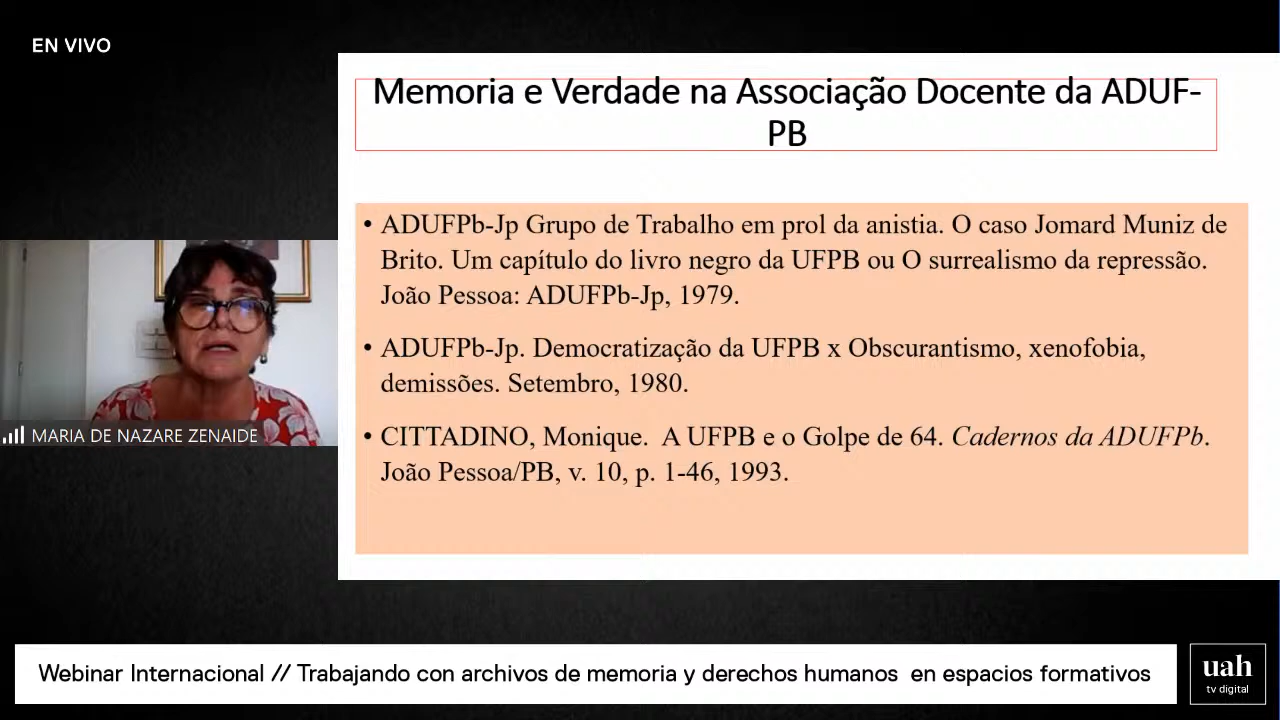 EN VIVO
Memoria e Verdade na Associação Docente da ADUF-
PB
• ADUFPb-Jp Grupo de Trabalho em prol da anistia. O caso Jomard Muniz de
Brito. Um capítulo do livro negro da UFPB ou O surrealismo da repressão.
João Pessoa: ADUFPb-Jp, 1979.
• ADUFPb-Jp. Democratização da UFPB x Obscurantismo, xenofobia,
demissões. Setembro, 1980.
• CITTADINO, Monique. A UFPB e o Golpe de 64. Cadernos da ADUFPb.
João Pessoa/PB, v. 10, p. 1-46, 1993.
MARIA DE NAZARE ZENAIDE
Webinar Internacional // Trabajando con archivos de memoria y derechos humanos en espacios formativos
uah
tv digital